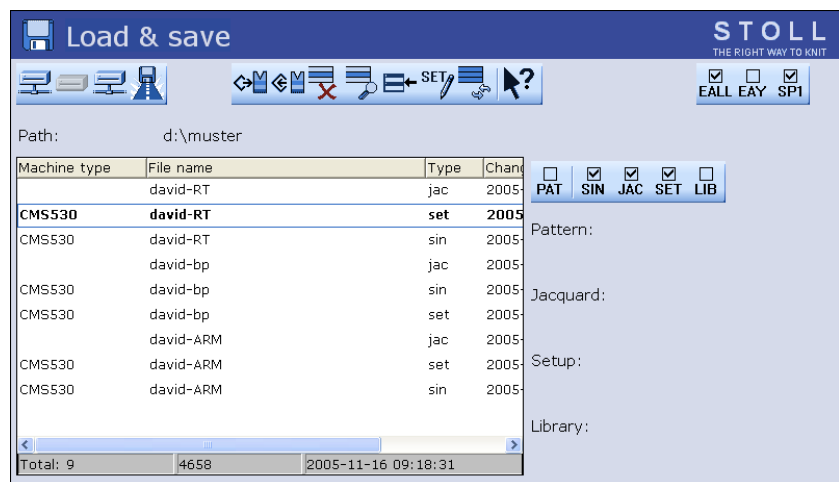 Load & save
STOLL
THE RIGHT WAY TO KNIT
SET
?
EALL EAY SP1
Path: d:\muster
Machine type File name Type Chang
david-RT jac 2005-
CMS530 david-RT set 2005
CMS530 david-RT sin 2005-
david-bp jac 2005-
CMS530 david-bp sin 2005-
CMS530 david-bp set 2005-
david-ARM jac 2005-
CMS530 david-ARM set 2005-
CMS530 david-ARM sin 2005-
Total: 9 4658 2005-11-16 09:18:31
PAT SIN JAC SET LIB
Pattern:
Jacquard:
Setup:
Library: